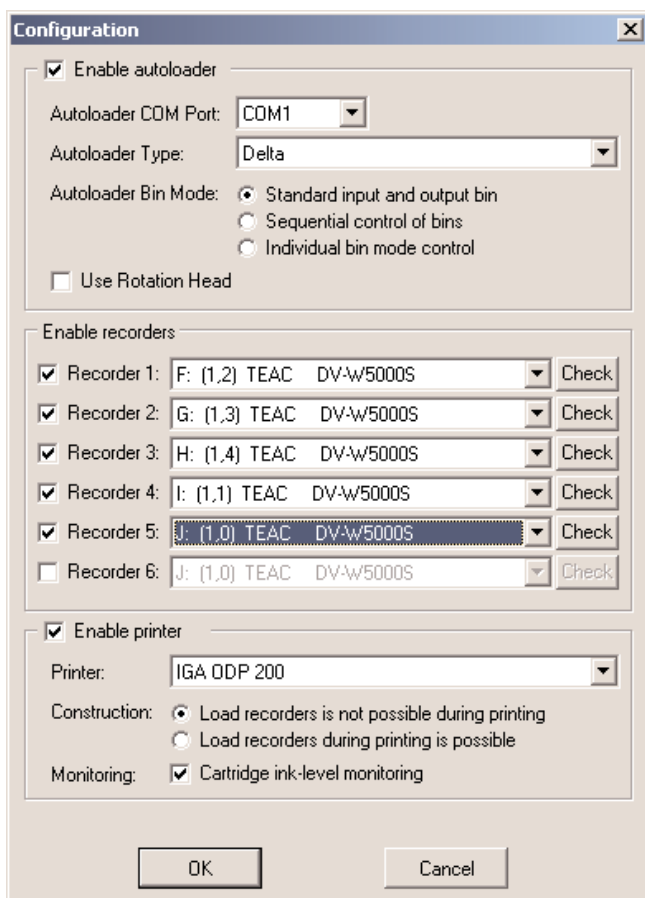 Configuration
Enable autoloader
Autoloader COM Port: COM1
Autoloader Type: Delta
Autoloader Bin Mode: Standard input and output bin
Sequential control of bins
Individual bin mode control
Use Rotation Head
Enable recorders
Recorder 1: F: (1,2) TEAC DV-W5000S Check
Recorder 2: G: (1,3) TEAC DV-W5000S Check
Recorder 3: H: (1,4) TEAC DV-W5000S Check
Recorder 4: I: (1,1) TEAC DV-W5000S Check
Recorder 5: J: (1,0) TEAC DV-W5000S Check
Recorder 6: J: (1,0) TEAC DV-W5000S Check
Enable printer
Printer: IGA ODP 200
Construction: Load recorders is not possible during printing
Load recorders during printing is possible
Monitoring: Cartridge ink-level monitoring
OK Cancel